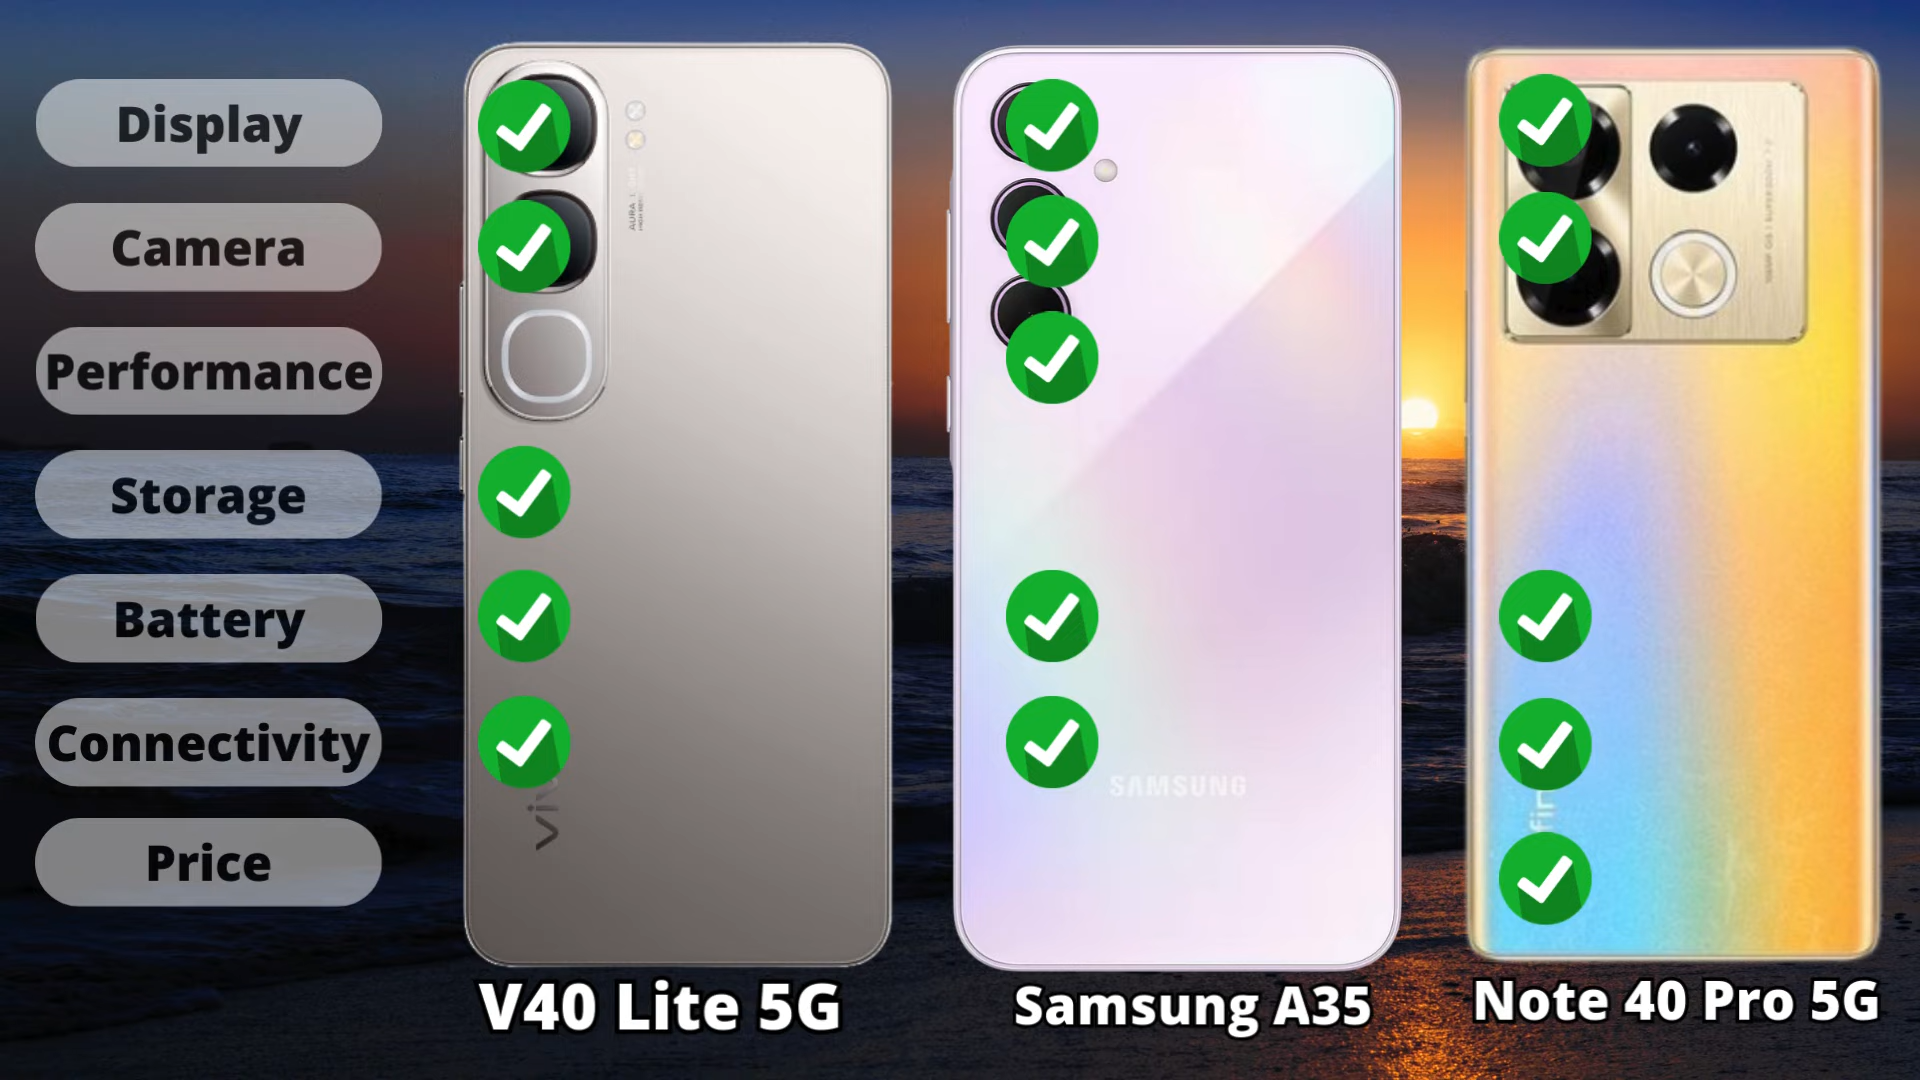 Display
Camera
Performance
Storage
Battery
Connectivity
Price
SAMSUNG
V40 Lite 5G
Samsung A35
Note 40 Pro 5G